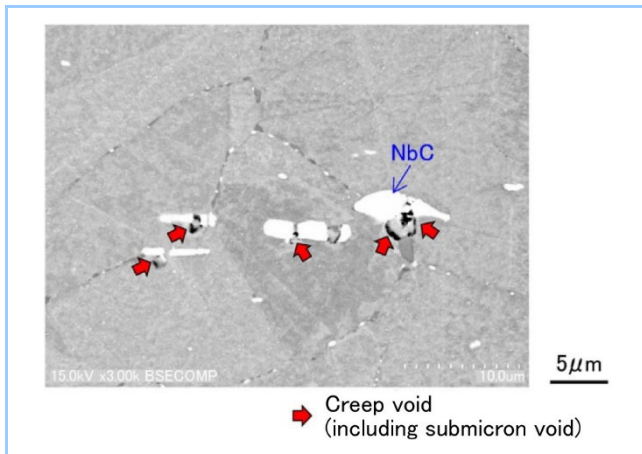 NbC
15.0kV x3.00k BSECOMP 10.0um
5μm
Creep void
(including submicron void)